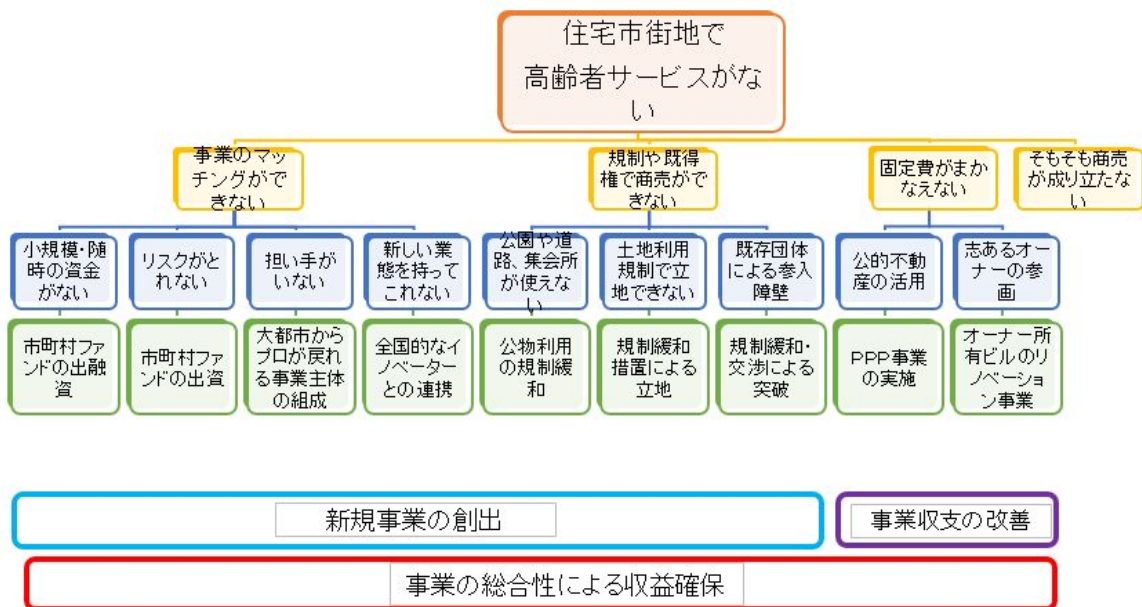 住宅市街地で
高齢者サービスがな
い
事業のマッ
チングがで
きない
規制や既得
権で商売がで
きない
固定費がまか
なえない
そもそも商売
が成り立たな
い
小規模・随
時の資金
がない
リスクがと
れない
担い手が
いない
新しい業
態を持って
これない
公園や道
路、集会所
が使えない
土地利用
規制で立
地できない
既存団体
による参入
障壁
公的不動
産の活用
志あるオー
ナーの参
画
市町村ファ
ンドの出融
資
市町村ファ
ンドの出資
大都市から
プロが戻れ
る事業主体
の組成
全国的なイ
ノベーター
との連携
公物利用
の規制緩
和
規制緩和
措置による
立地
規制緩和・
交渉による
突破
PPP事業
の実施
オーナー所
有ビルのリ
ノベーショ
ン事業
新規事業の創出
事業収支の改善
事業の総合性による収益確保